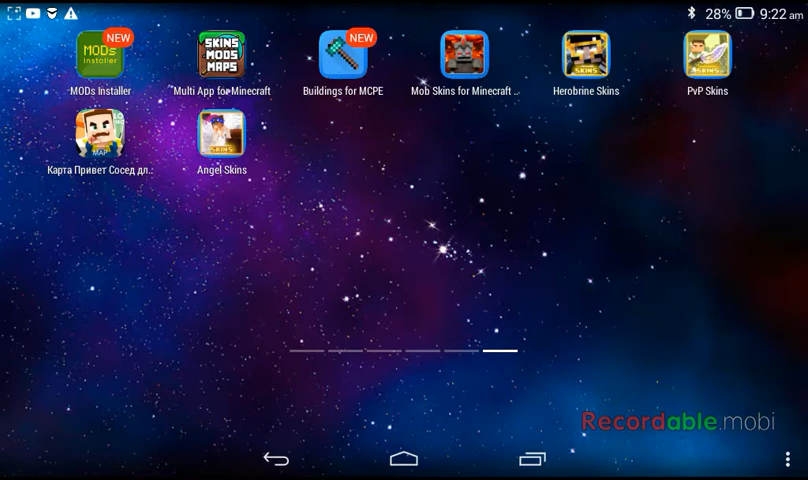 28% 9:22 am
MODs
Installer
NEW
SKINS
MODS
MAPS
NEW
SKINS
SKINS
MODs Installer
"Multi App for Minecraft
Buildings for MCPE
Mob Skins for Minecraft ..
Herobrine Skins
PvP Skins
MAP
SKINS
Карта Привет Сосед дл..
Angel Skins
Recordable.mobi